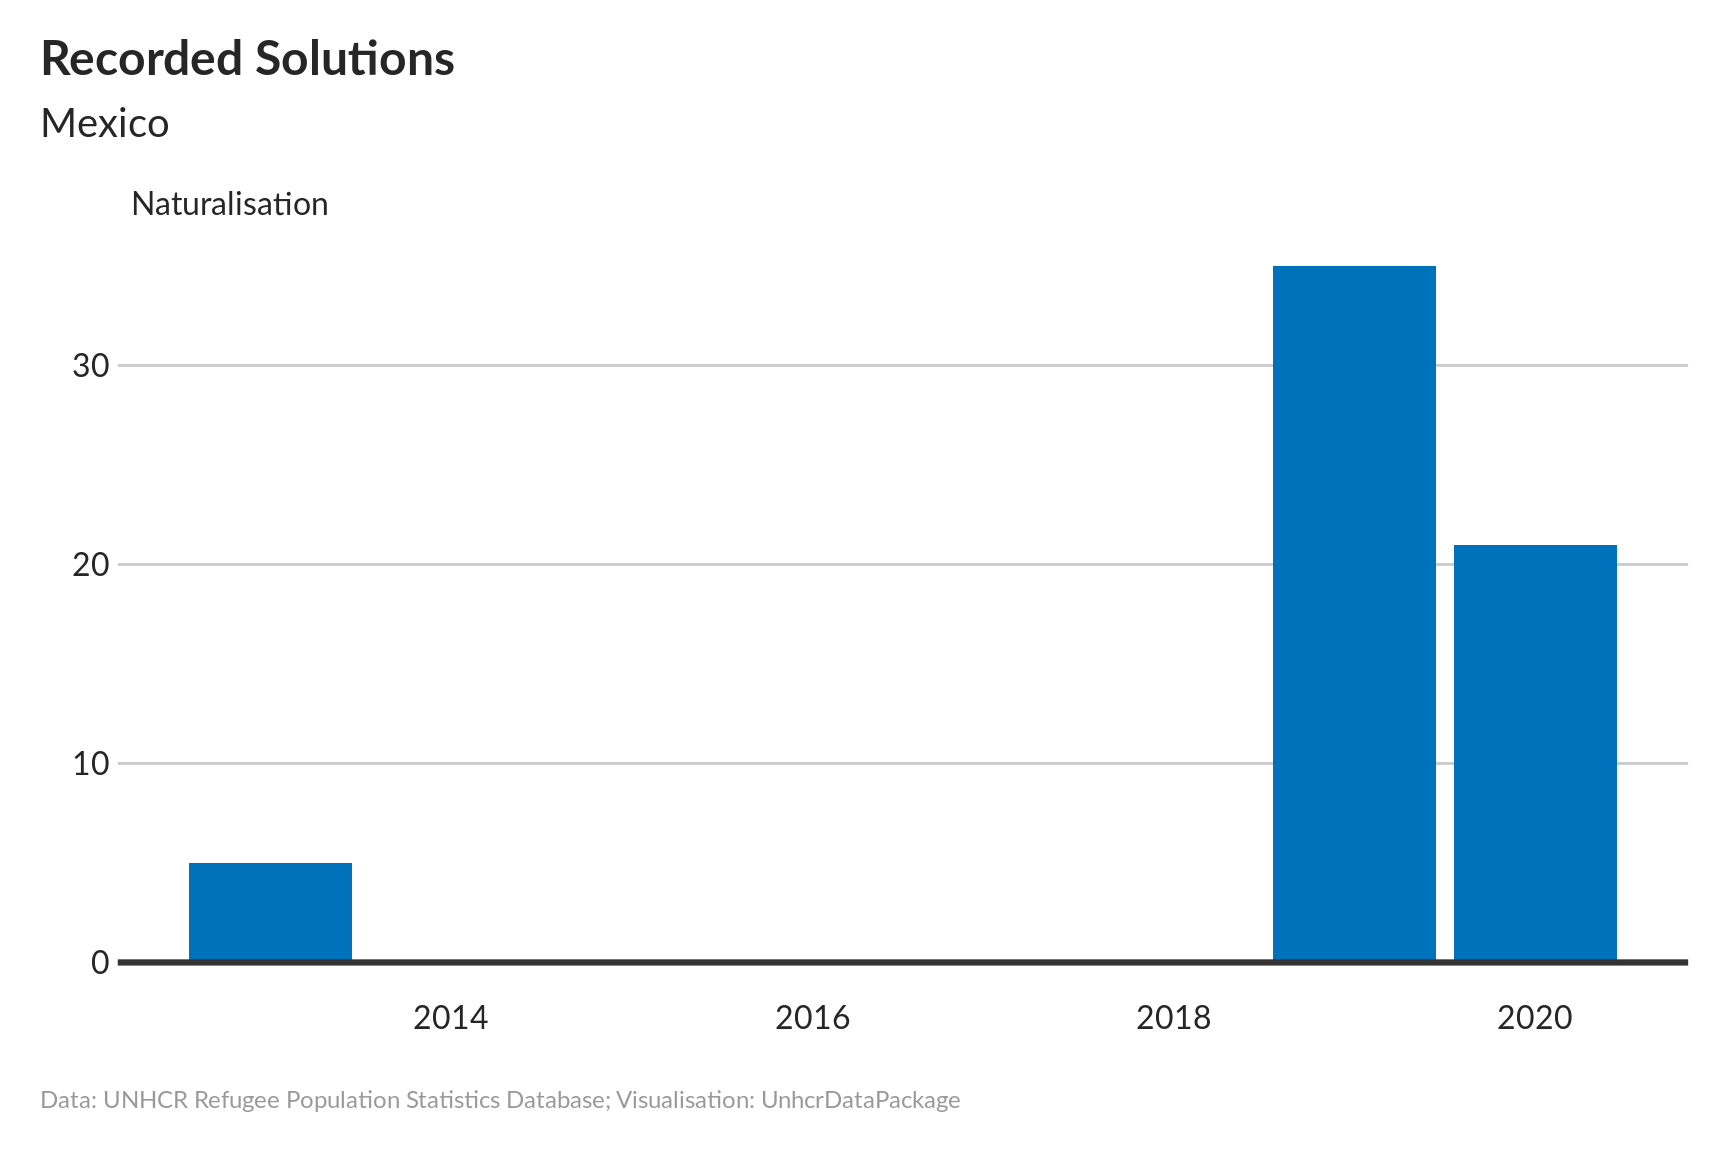 Recorded Solutions
Mexico
Naturalisation
30
20
10
0
2014 2016 2018 2020
Data: UNHCR Refugee Population Statistics Database; Visualisation: UnhcrDataPackage